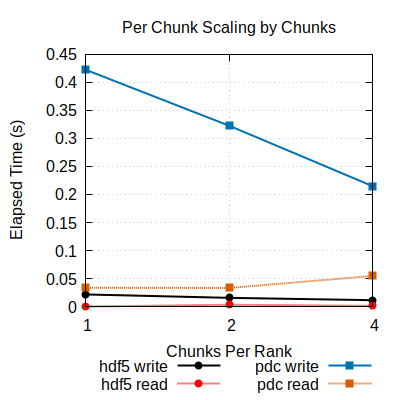 Per Chunk Scaling by Chunks
Elapsed Time (s)
0.45
0.4
0.35
0.3
0.25
0.2
0.15
0.1
0.05
0
1 2 4
Chunks Per Rank
hdf5 write pdc write
hdf5 read pdc read